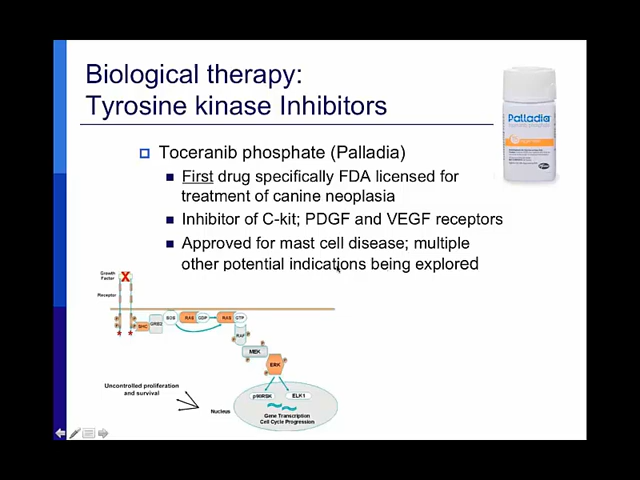 Biological therapy:
Tyrosine kinase Inhibitors
Palladia
Toceranib phosphate (Palladia)
First drug specifically FDA licensed for
treatment of canine neoplasia
Inhibitor of C-kit; PDGF and VEGF receptors
Approved for mast cell disease; multiple
other potential indications being explored
Growth
Factor
X
Receptor
SHC
GRB2
SOS
RAS
GDP
RAS
GTP
RAF
MEK
ERK
Uncontrolled proliferation
and survival
p90RSK
ELK1
Nucleus
Gene Transcription
Cell Cycle Progression